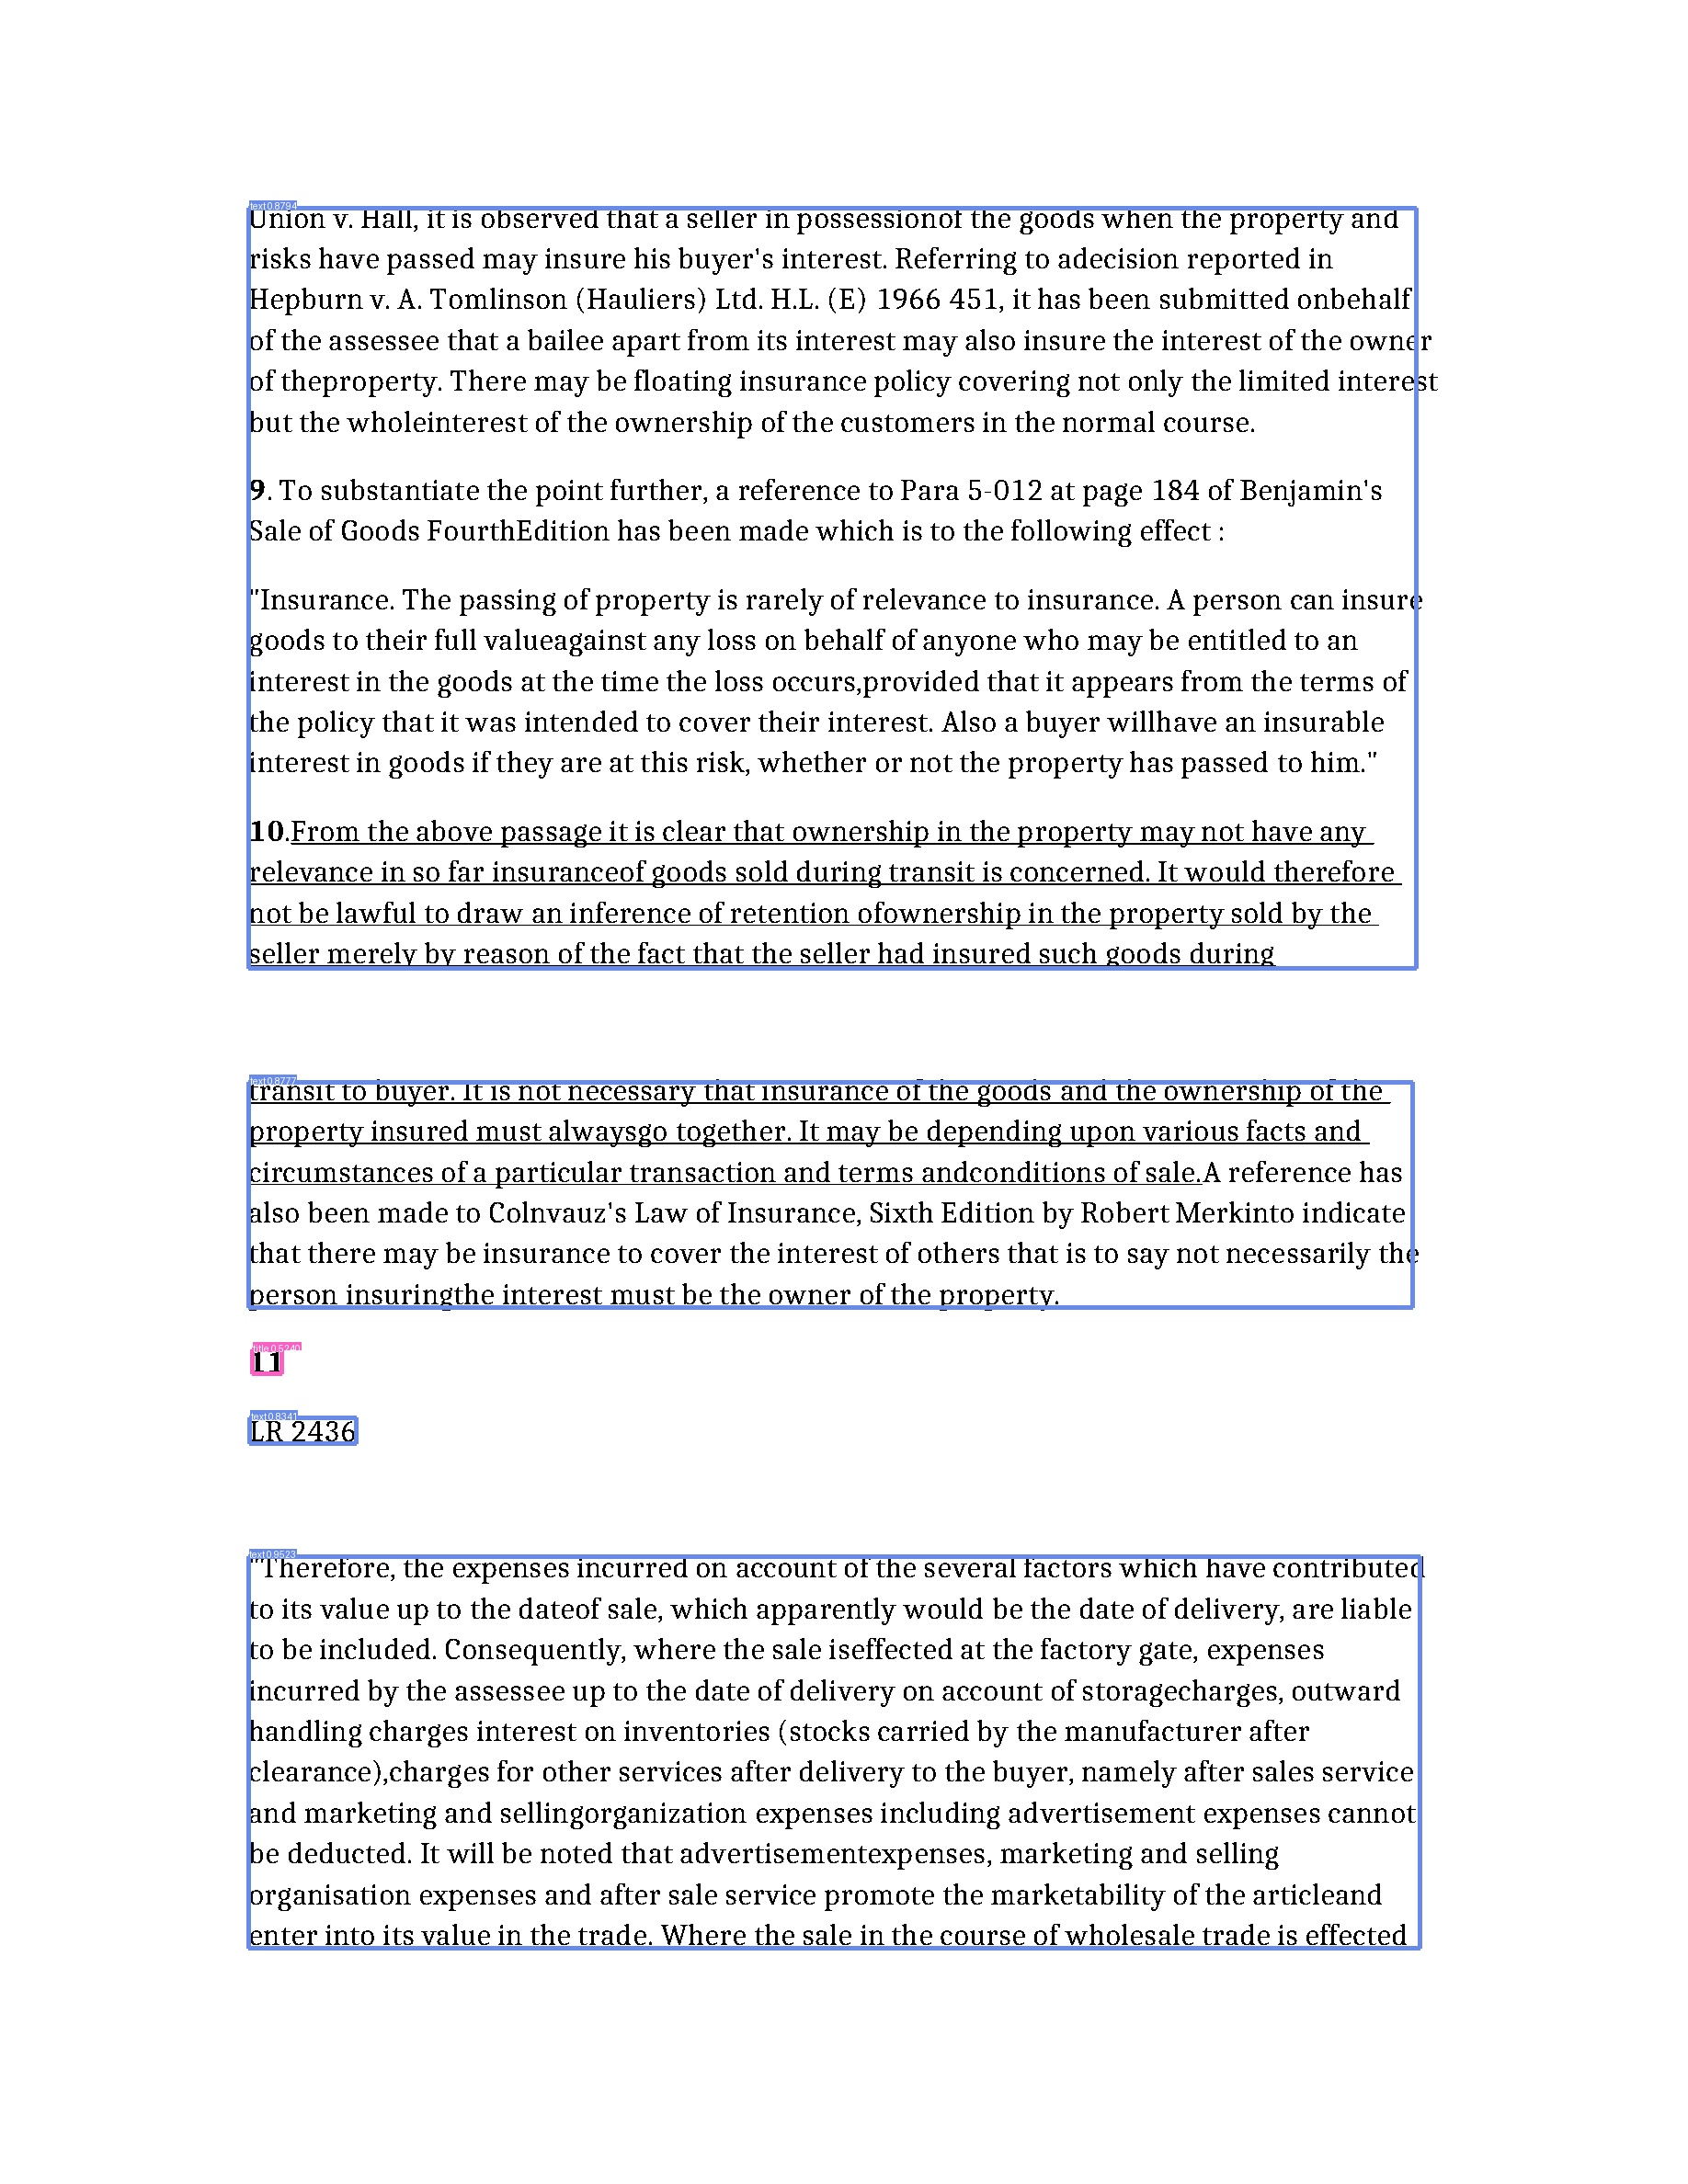 text 0.8794
Union v. Hall, it is observed that a seller in possessionof the goods when the property and
risks have passed may insure his buyer's interest. Referring to adecision reported in
Hepburn v. A. Tomlinson (Hauliers) Ltd. H.L. (E) 1966 451, it has been submitted onbehalf
of the assessee that a bailee apart from its interest may also insure the interest of the owner
of theproperty. There may be floating insurance policy covering not only the limited interest
but the wholeinterest of the ownership of the customers in the normal course.
9. To substantiate the point further, a reference to Para 5-012 at page 184 of Benjamin's
Sale of Goods FourthEdition has been made which is to the following effect :
"Insurance. The passing of property is rarely of relevance to insurance. A person can insure
goods to their full valueagainst any loss on behalf of anyone who may be entitled to an
interest in the goods at the time the loss occurs,provided that it appears from the terms of
the policy that it was intended to cover their interest. Also a buyer willhave an insurable
interest in goods if they are at this risk, whether or not the property has passed to him."
10.From the above passage it is clear that ownership in the property may not have any
relevance in so far insuranceof goods sold during transit is concerned. It would therefore
not be lawful to draw an inference of retention ofownership in the property sold by the
seller merely by reason of the fact that the seller had insured such goods during
text 0.8777
transit to buyer. It is not necessary that insurance of the goods and the ownership of the
property insured must alwaysgo together. It may be depending upon various facts and
circumstances of a particular transaction and terms andconditions of sale.A reference has
also been made to Colnvauz's Law of Insurance, Sixth Edition by Robert Merkinto indicate
that there may be insurance to cover the interest of others that is to say not necessarily the
person insuringthe interest must be the owner of the property.
title 0.5240
11
text 0.8341
LR 2436
text 0.9523
"Therefore, the expenses incurred on account of the several factors which have contributed
to its value up to the dateof sale, which apparently would be the date of delivery, are liable
to be included. Consequently, where the sale iseffected at the factory gate, expenses
incurred by the assessee up to the date of delivery on account of storagecharges, outward
handling charges interest on inventories (stocks carried by the manufacturer after
clearance),charges for other services after delivery to the buyer, namely after sales service
and marketing and sellingorganization expenses including advertisement expenses cannot
be deducted. It will be noted that advertisementexpenses, marketing and selling
organisation expenses and after sale service promote the marketability of the articleand
enter into its value in the trade. Where the sale in the course of wholesale trade is effected